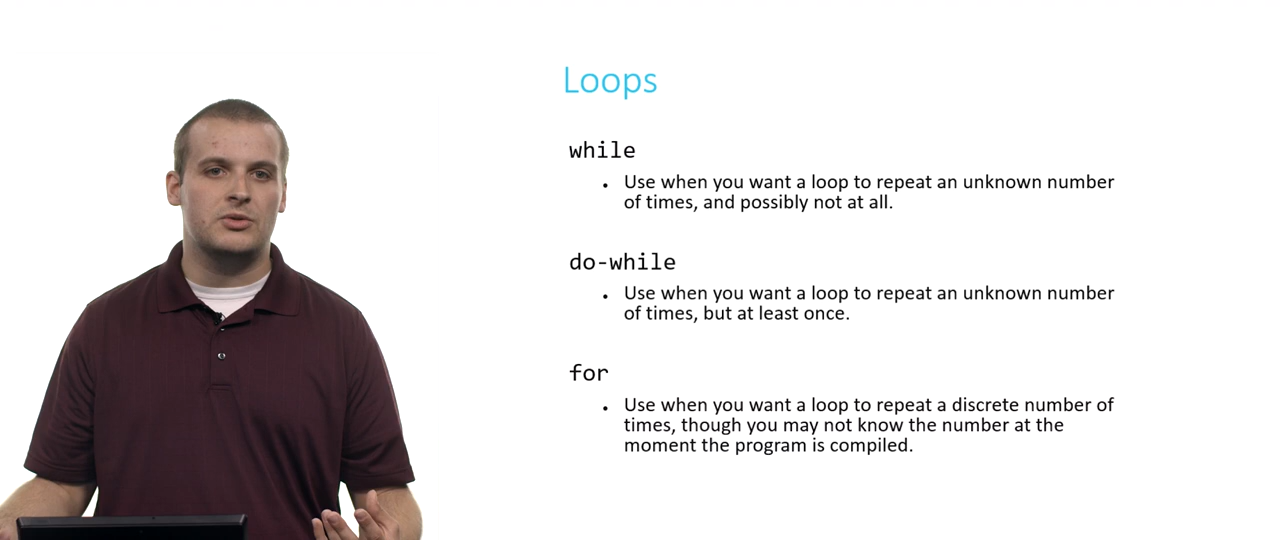 Loops
while
• Use when you want a loop to repeat an unknown number
of times, and possibly not at all.
do-while
• Use when you want a loop to repeat an unknown number
of times, but at least once.
for
• Use when you want a loop to repeat a discrete number of
times, though you may not know the number at the
moment the program is compiled.